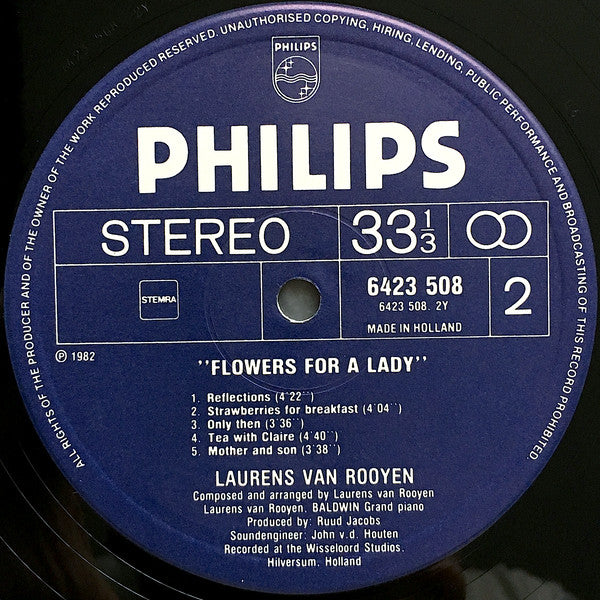 ALL RIGHTS OF THE PRODUCER AND OF THE OWNER OF THE WORK REPRODUCED RESERVED. UNAUTHORISED COPYING, HIRING, LENDING, PUBLIC PERFORMANCE AND BROADCASTING OF THIS RECORD PROHIBITED
PHILIPS
PHILIPS
STEREO 33 1/3
STEMRA 6423 508 2
6423 508. 2Y
MADE IN HOLLAND
℗ 1982
"FLOWERS FOR A LADY"
1. Reflections (4'22'')
2. Strawberries for breakfast (4'04'')
3. Only then (3'36'')
4. Tea with Claire (4'40'')
5. Mother and son (3'38'')
LAURENS VAN ROOYEN
Composed and arranged by Laurens van Rooyen
Laurens van Rooyen, BALDWIN Grand piano
Produced by: Ruud Jacobs
Soundengineer: John v.d. Houten
Recorded at the Wisseloord Studios.
Hilversum. Holland